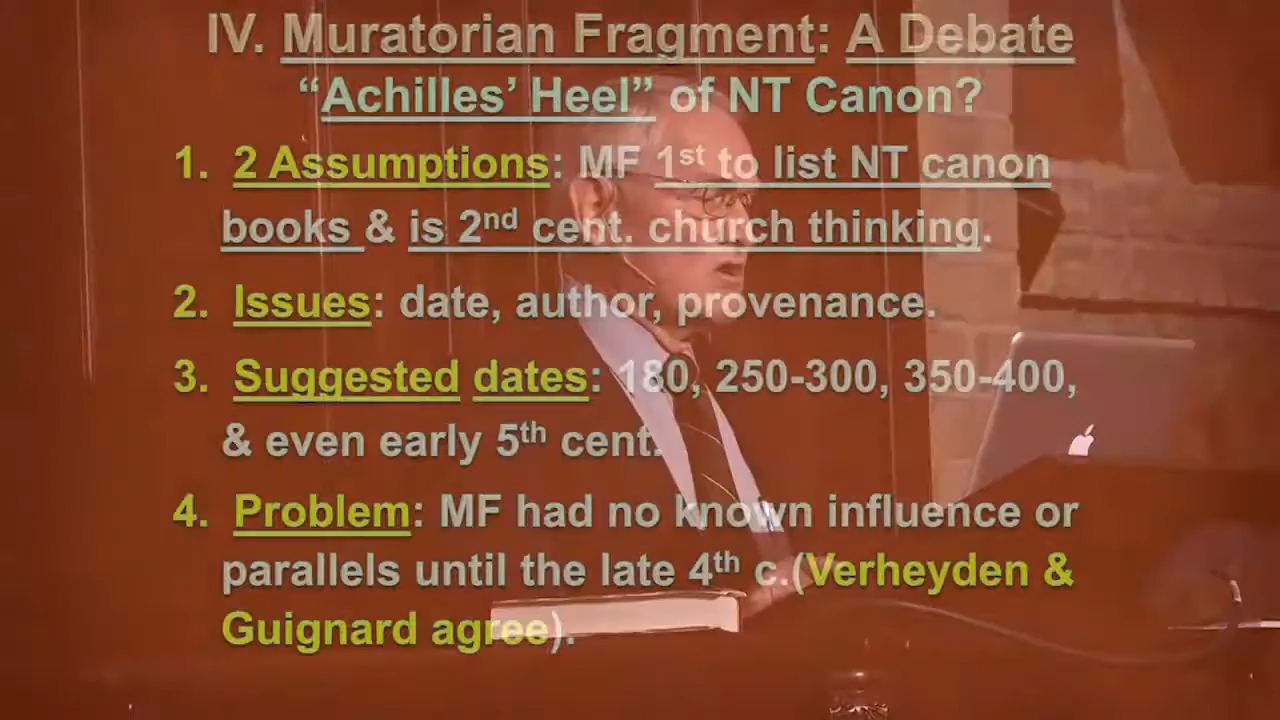 IV. Muratorian Fragment: A Debate
“Achilles’ Heel” of NT Canon?
1. 2 Assumptions: MF 1st to list NT canon
books & is 2nd cent. church thinking.
2. Issues: date, author, provenance.
3. Suggested dates: 180, 250-300, 350-400,
& even early 5th cent.
4. Problem: MF had no known influence or
parallels until the late 4th c.(Verheyden &
Guignard agree).